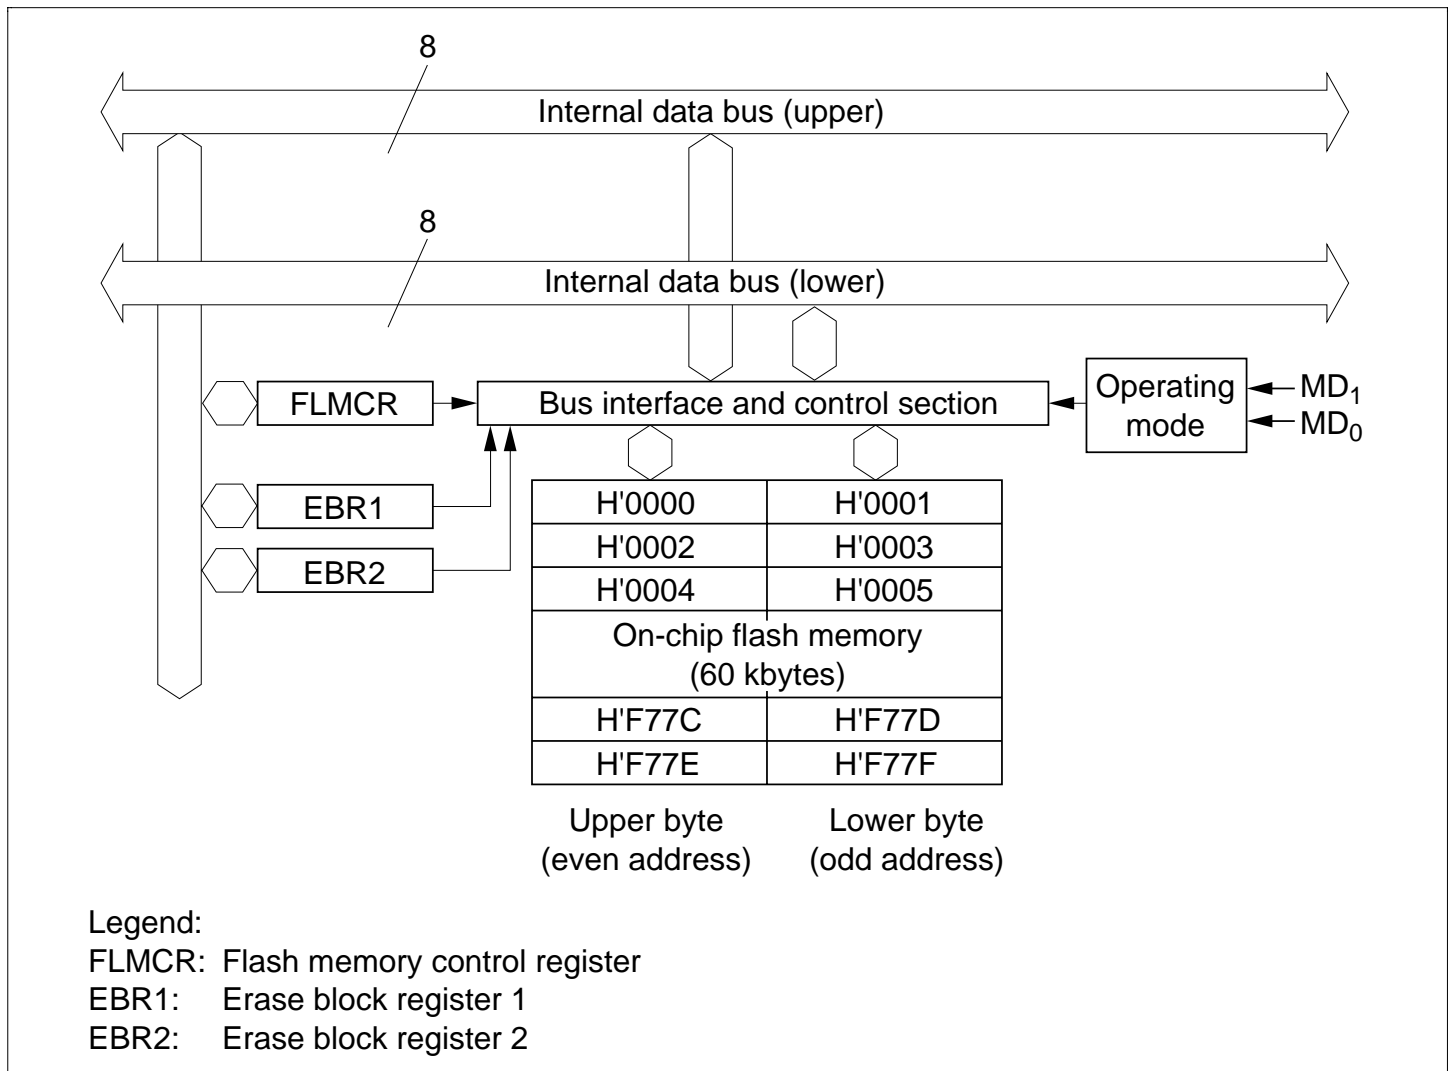 8
Internal data bus (upper)
8
Internal data bus (lower)
FLMCR
Bus interface and control section
Operating
mode
MD1
MD0
EBR1
EBR2
H'0000 H'0001
H'0002 H'0003
H'0004 H'0005
On-chip flash memory
(60 kbytes)
H'F77C H'F77D
H'F77E H'F77F
Upper byte
(even address)
Lower byte
(odd address)
Legend:
FLMCR: Flash memory control register
EBR1: Erase block register 1
EBR2: Erase block register 2